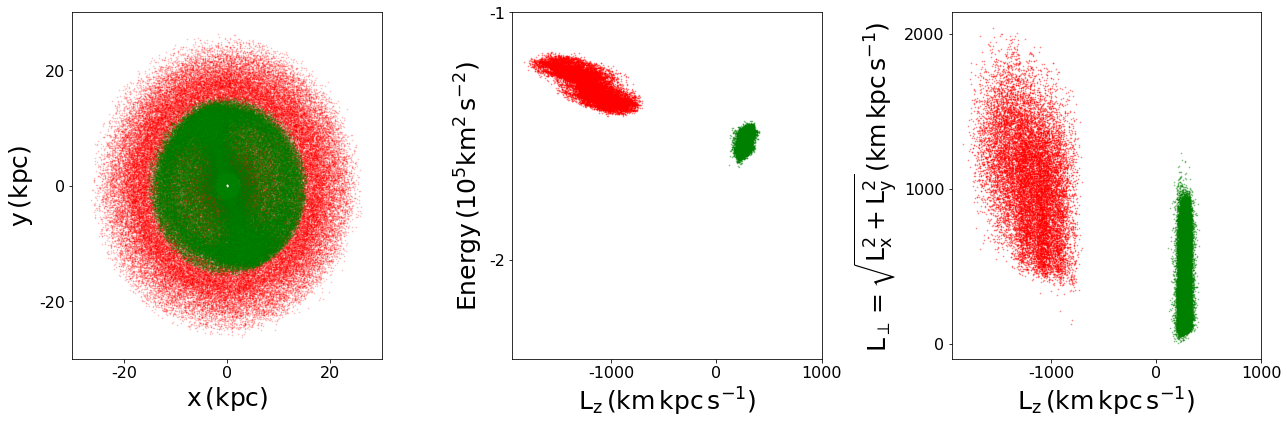 20
0
-20
y (kpc)
-20
0
20
x (kpc)
-1
-2
Energy (10⁵km² s⁻²)
-1000
0
1000
L_z (km kpc s⁻¹)
2000
1000
0
L_⊥ = √(L_x² + L_y²) (km kpc s⁻¹)
-1000
0
1000
L_z (km kpc s⁻¹)